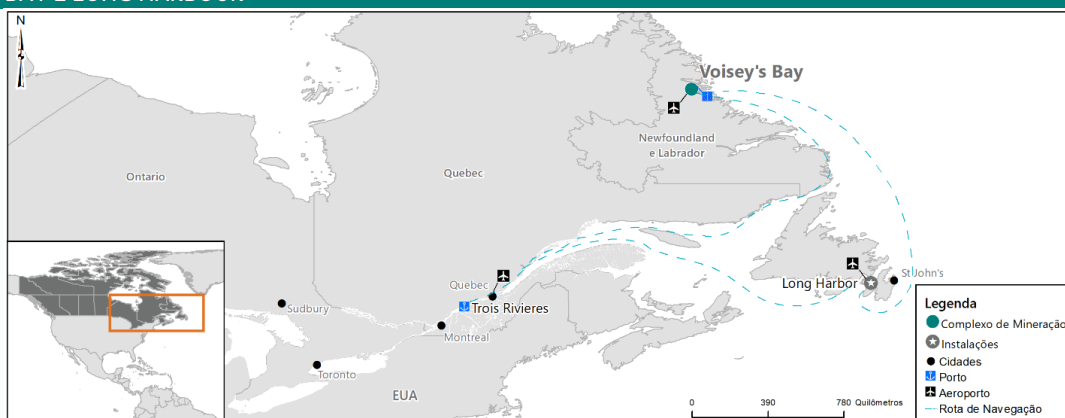 N
Voisey's Bay
Newfoundland
e Labrador
Ontario
Quebec
Quebec
Trois Rivieres
Sudbury
Montreal
Toronto
EUA
Long Harbor
St John's
Legenda
Complexo de Mineração
Instalações
Cidades
Porto
Aeroporto
Rota de Navegação
0 390 780 Quilômetros